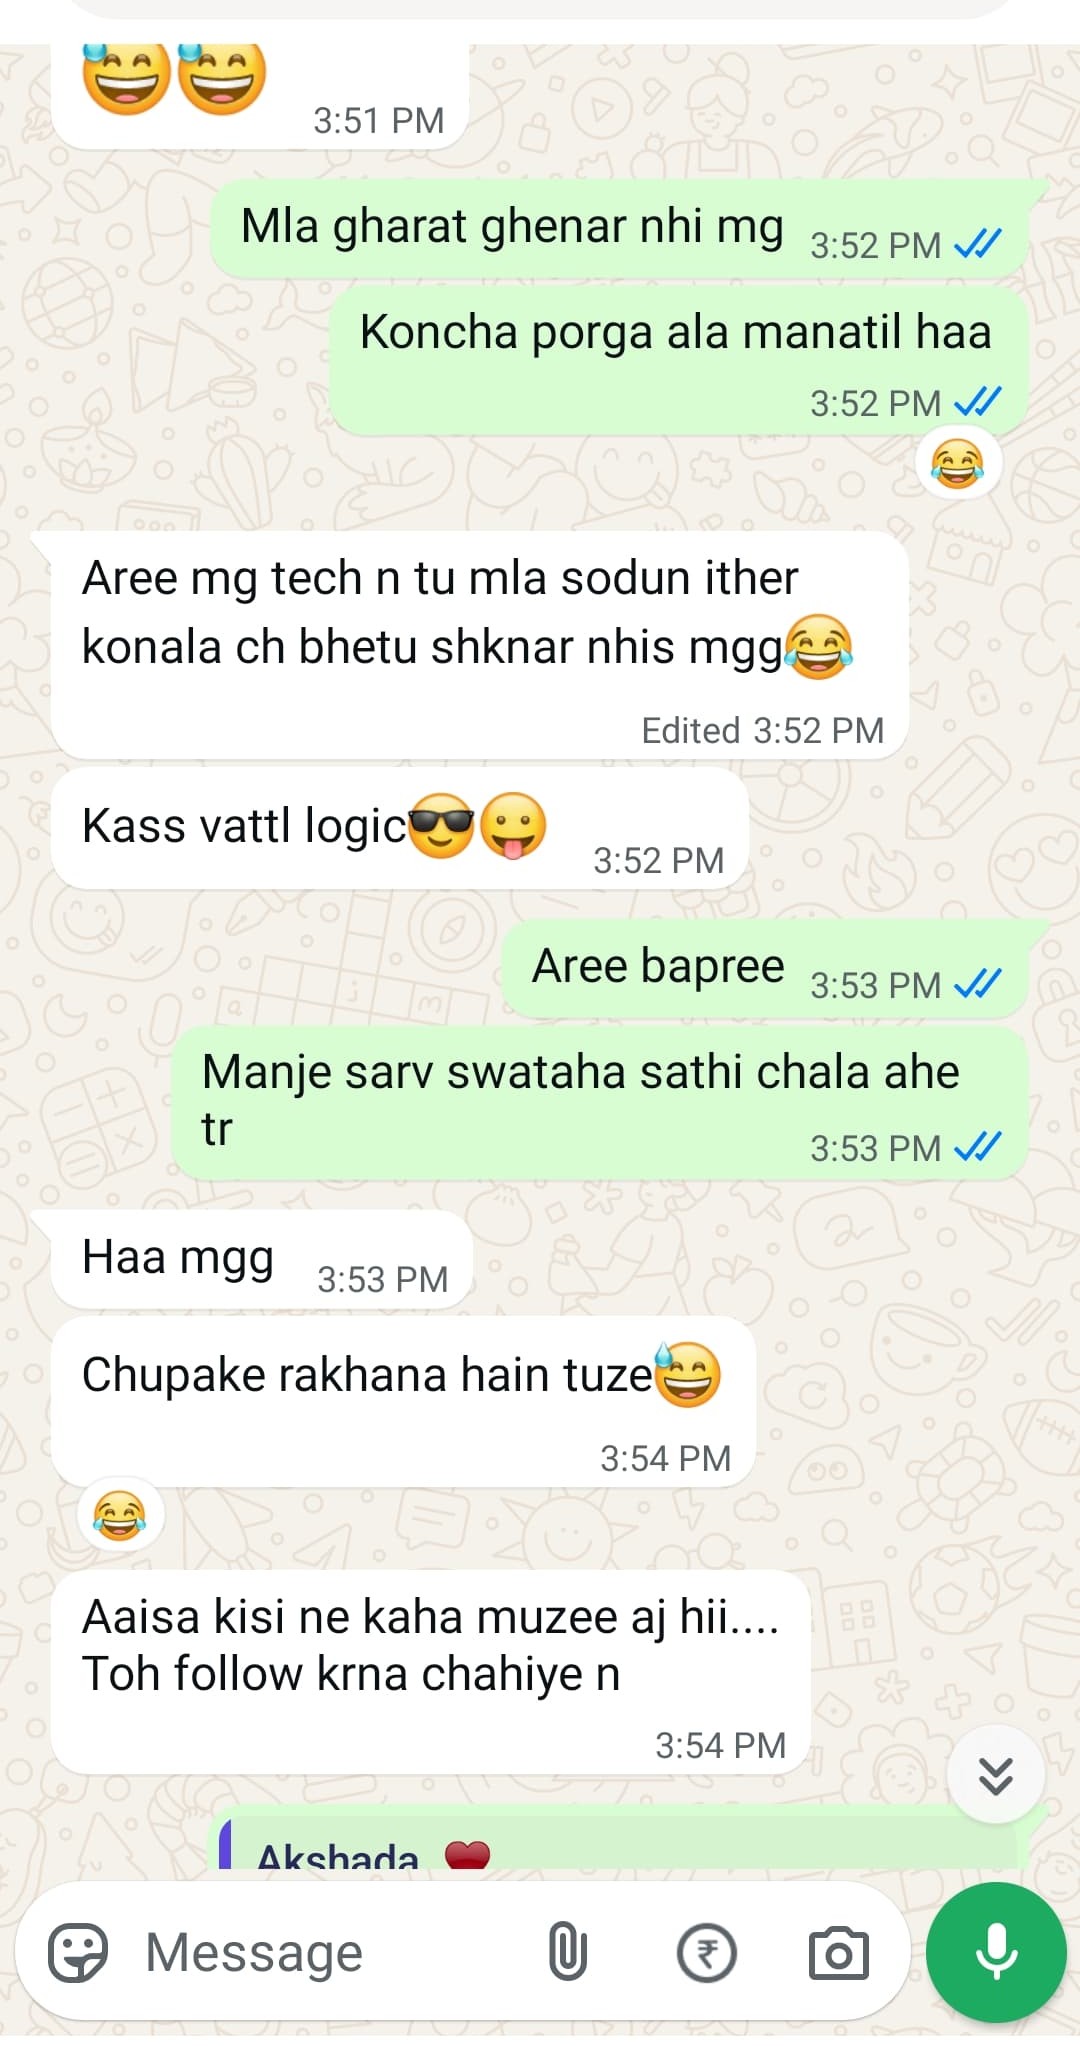 😅😅
3:51 PM
Mla gharat ghenar nhi mg 3:52 PM
Koncha porga ala manatil haa
3:52 PM
😂
Aree mg tech n tu mla sodun ither
konala ch bhetu shknar nhis mgg😂
Edited 3:52 PM
Kass vattl logic😎😛 3:52 PM
Aree bapree 3:53 PM
Manje sarv swataha sathi chala ahe
tr 3:53 PM
Haa mgg 3:53 PM
Chupake rakhana hain tuze😅
3:54 PM
😂
Aaisa kisi ne kaha muzee aj hii....
Toh follow krna chahiye n
3:54 PM
Akshada ❤️
Message